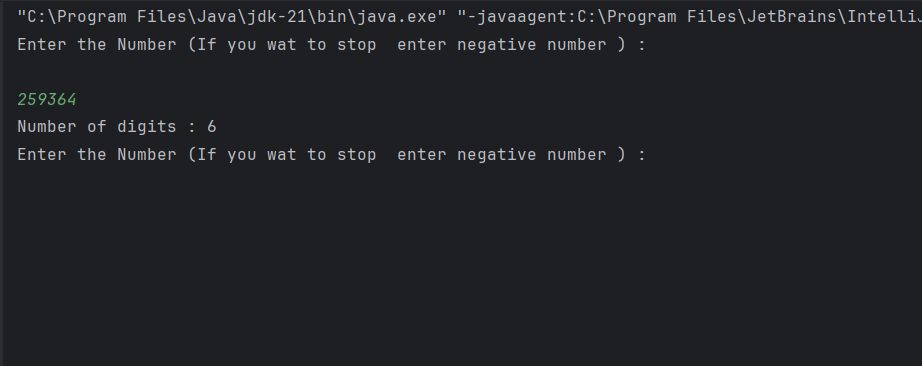 "C:\Program Files\Java\jdk-21\bin\java.exe" "-javaagent:C:\Program Files\JetBrains\IntelliJ
Enter the Number (If you wat to stop  enter negative number ) :
259364
Number of digits : 6
Enter the Number (If you wat to stop  enter negative number ) :